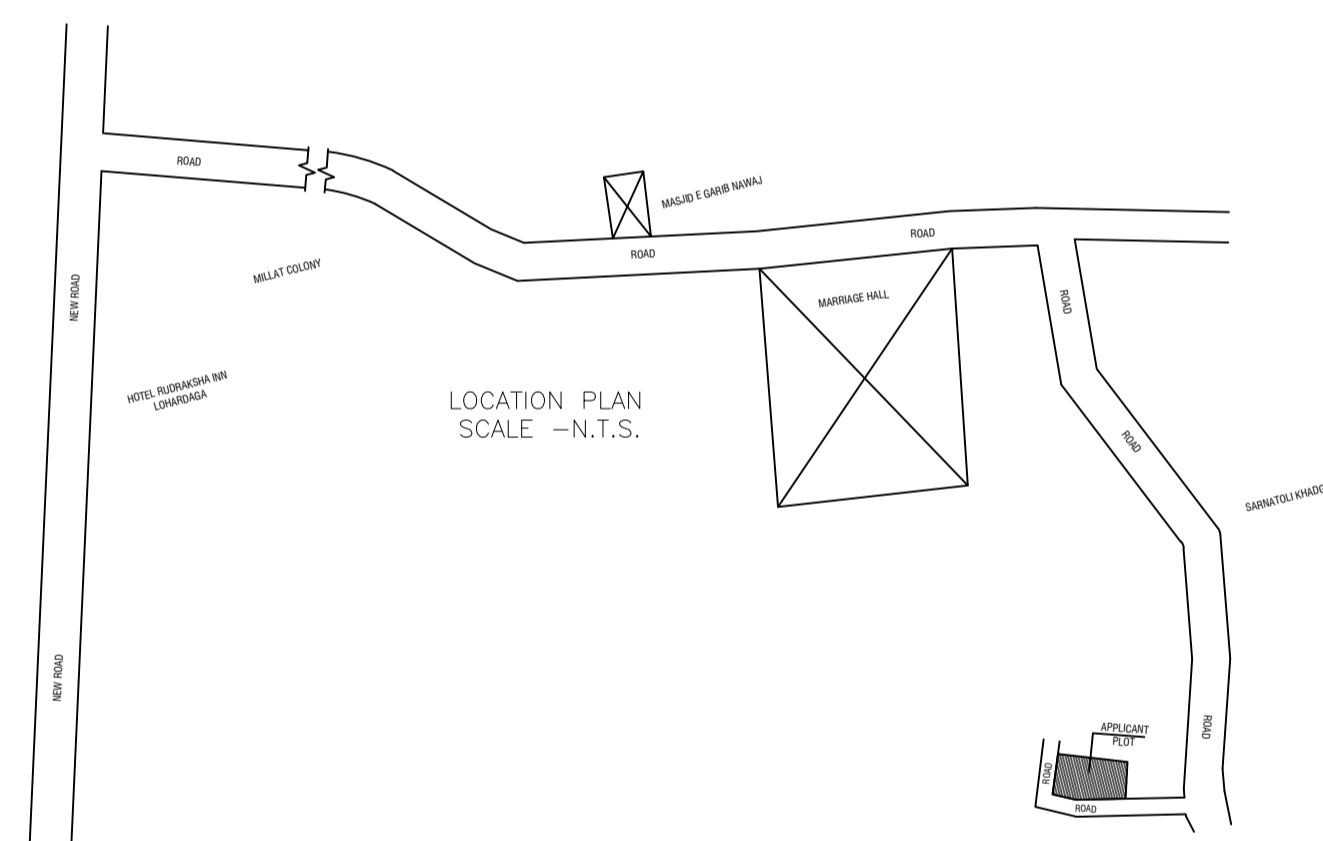 ROAD
MASJID E GARIB NAWAJ
ROAD
ROAD
MILLAT COLONY
NEW ROAD
MARRIAGE HALL
ROAD
HOTEL RUDRAKSHA INN
LOHARDAGA
LOCATION PLAN
SCALE –N.T.S.
ROAD
SARNATOLI
NEW ROAD
ROAD
APPLICANT
PLOT
ROAD
ROAD